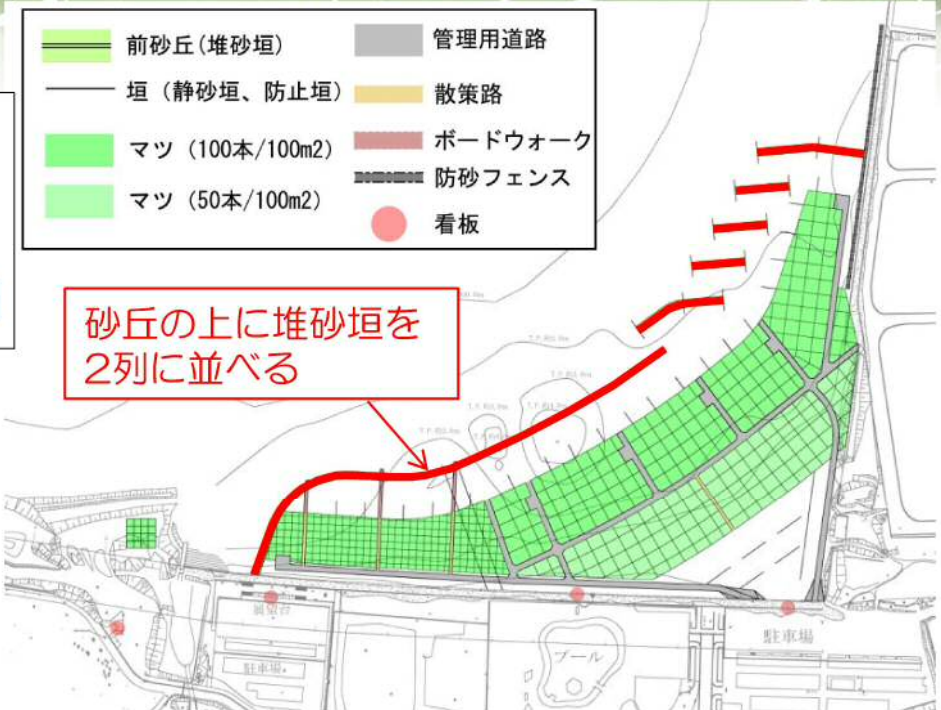 前砂丘(堆砂垣)
垣（静砂垣、防止垣）
マツ（100本/100m2）
マツ（50本/100m2）
管理用道路
散策路
ボードウォーク
防砂フェンス
看板
砂丘の上に堆砂垣を
2列に並べる
駐車場
プール
駐車場